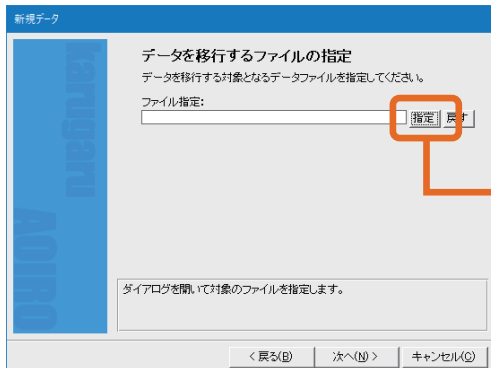 新規データ
データを移行するファイルの指定
データを移行する対象となるデータファイルを指定してください。
ファイル指定:
指定 戻す
karugaru
AOIRO
ダイアログを開いて対象のファイルを指定します。
< 戻る(B) 次へ(N) > キャンセル(C)